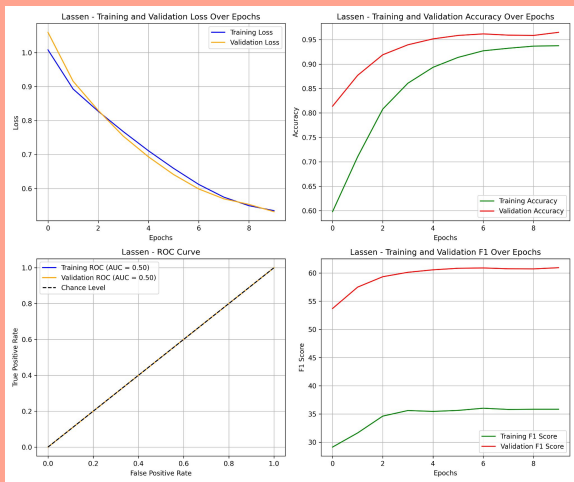 Lassen - Training and Validation Loss Over Epochs
Training Loss
Validation Loss
1.0
0.9
0.8
0.7
0.6
Loss
0
2
4
6
8
Epochs
Lassen - Training and Validation Accuracy Over Epochs
0.95
0.90
0.85
0.80
0.75
0.70
0.65
0.60
Accuracy
Training Accuracy
Validation Accuracy
0
2
4
6
8
Epochs
Lassen - ROC Curve
Training ROC (AUC = 0.50)
Validation ROC (AUC = 0.50)
Chance Level
1.0
0.8
0.6
0.4
0.2
0.0
True Positive Rate
0.0
0.2
0.4
0.6
0.8
1.0
False Positive Rate
Lassen - Training and Validation F1 Over Epochs
60
55
50
45
40
35
30
F1 Score
Training F1 Score
Validation F1 Score
0
2
4
6
8
Epochs